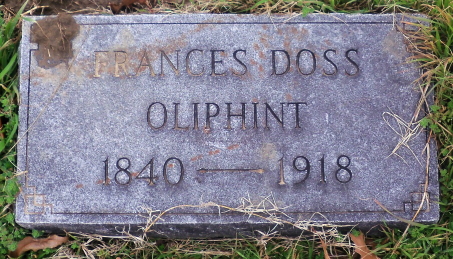 FRANCES DOSS
OLIPHINT
1840 — 1918